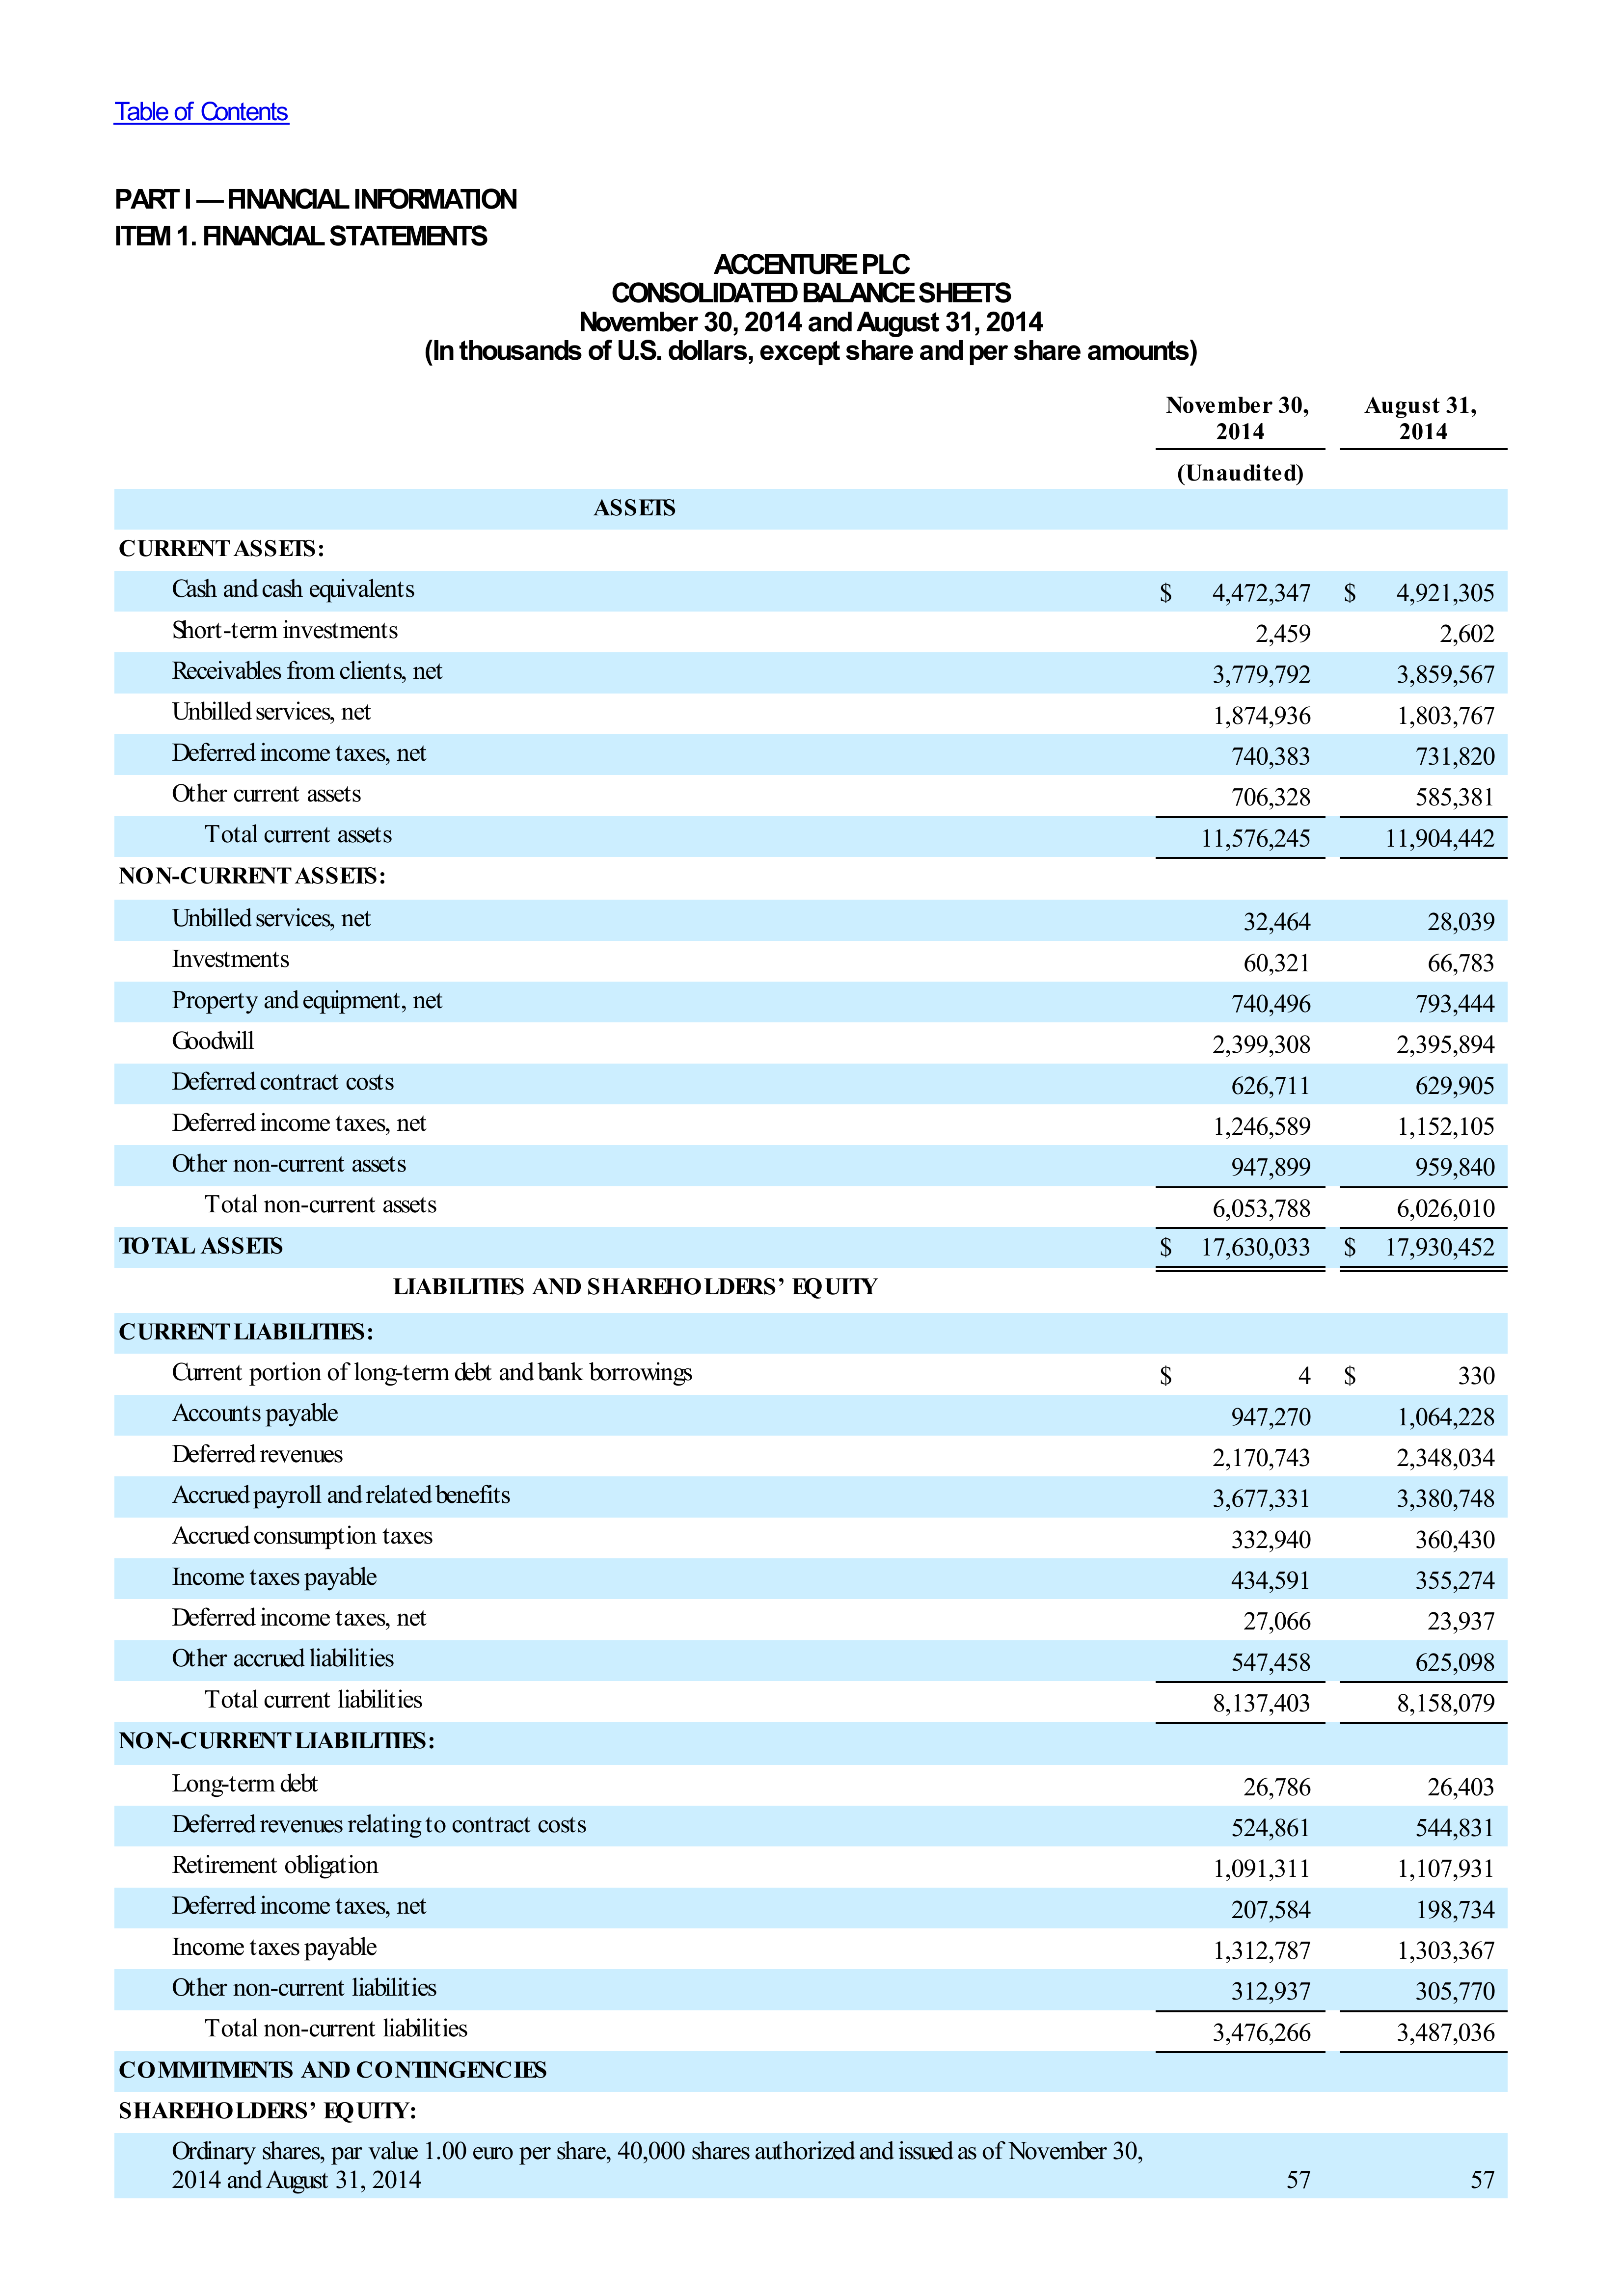 Table of Contents
PART I — FINANCIAL INFORMATION
ITEM 1. FINANCIAL STATEMENTS
ACCENTURE PLC
CONSOLIDATED BALANCE SHEETS
November 30, 2014 and August 31, 2014
(In thousands of U.S. dollars, except share and per share amounts)
November 30, 2014 August 31, 2014
(Unaudited)
ASSETS
CURRENT ASSETS:
Cash and cash equivalents $ 4,472,347 $ 4,921,305
Short-term investments 2,459 2,602
Receivables from clients, net 3,779,792 3,859,567
Unbilled services, net 1,874,936 1,803,767
Deferred income taxes, net 740,383 731,820
Other current assets 706,328 585,381
Total current assets 11,576,245 11,904,442
NON-CURRENT ASSETS:
Unbilled services, net 32,464 28,039
Investments 60,321 66,783
Property and equipment, net 740,496 793,444
Goodwill 2,399,308 2,395,894
Deferred contract costs 626,711 629,905
Deferred income taxes, net 1,246,589 1,152,105
Other non-current assets 947,899 959,840
Total non-current assets 6,053,788 6,026,010
TOTAL ASSETS $ 17,630,033 $ 17,930,452
LIABILITIES AND SHAREHOLDERS’ EQUITY
CURRENT LIABILITIES:
Current portion of long-term debt and bank borrowings $ 4 $ 330
Accounts payable 947,270 1,064,228
Deferred revenues 2,170,743 2,348,034
Accrued payroll and related benefits 3,677,331 3,380,748
Accrued consumption taxes 332,940 360,430
Income taxes payable 434,591 355,274
Deferred income taxes, net 27,066 23,937
Other accrued liabilities 547,458 625,098
Total current liabilities 8,137,403 8,158,079
NON-CURRENT LIABILITIES:
Long-term debt 26,786 26,403
Deferred revenues relating to contract costs 524,861 544,831
Retirement obligation 1,091,311 1,107,931
Deferred income taxes, net 207,584 198,734
Income taxes payable 1,312,787 1,303,367
Other non-current liabilities 312,937 305,770
Total non-current liabilities 3,476,266 3,487,036
COMMITMENTS AND CONTINGENCIES
SHAREHOLDERS’ EQUITY:
Ordinary shares, par value 1.00 euro per share, 40,000 shares authorized and issued as of November 30,
2014 and August 31, 2014 57 57